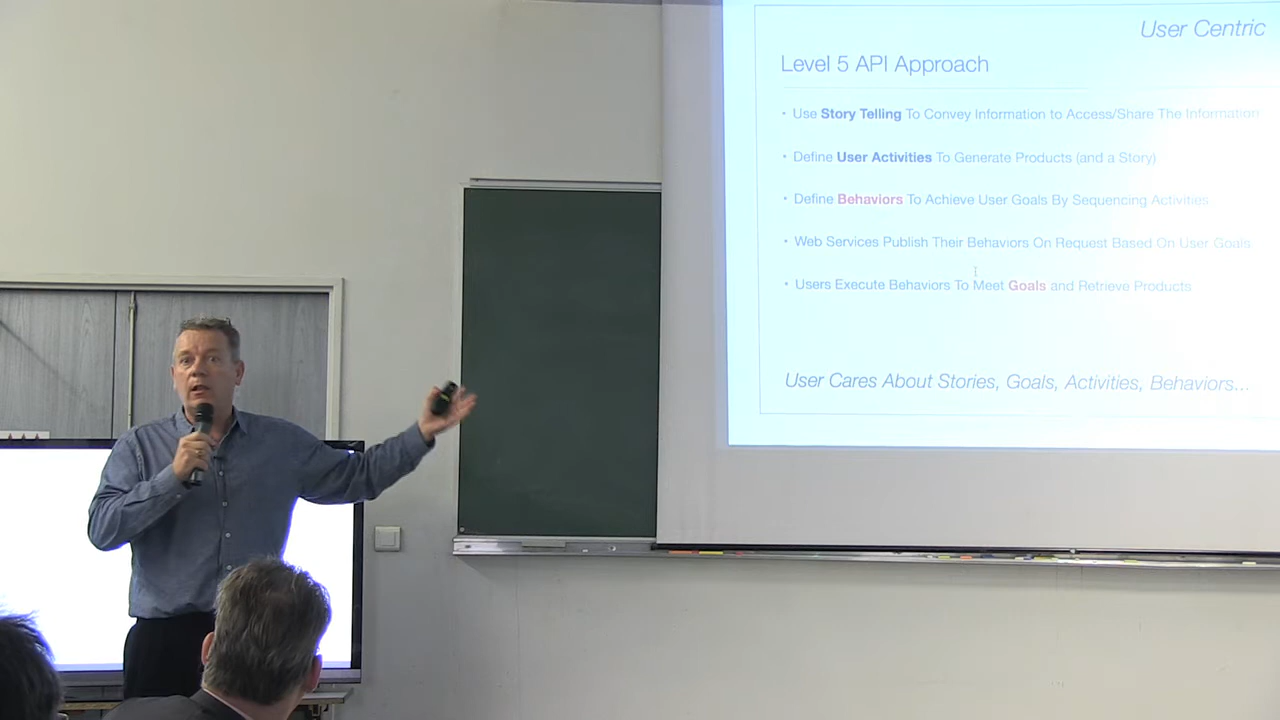 User Centric
Level 5 API Approach
• Use Story Telling To Convey Information to Access/Share The Information
• Define User Activities To Generate Products (and a Story)
• Define Behaviors To Achieve User Goals By Sequencing Activities
• Web Services Publish Their Behaviors On Request Based On User Goals
• Users Execute Behaviors To Meet Goals and Retrieve Products
User Cares About Stories, Goals, Activities, Behaviors...